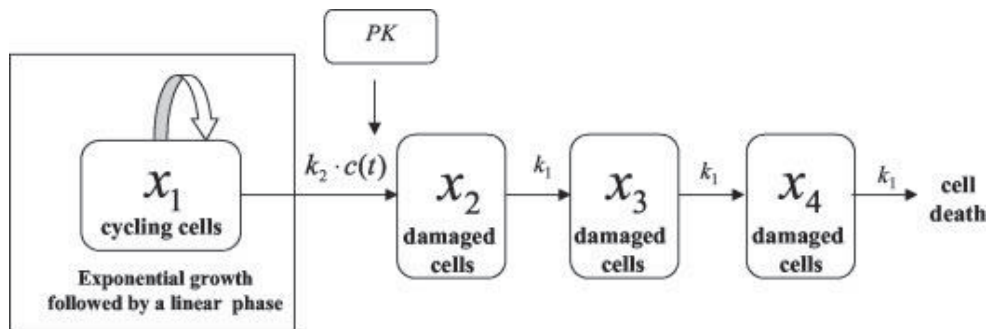 PK
x₁
cycling cells
Exponential growth
followed by a linear phase
k₂ · c(t)
x₂
damaged
cells
k₁
x₃
damaged
cells
k₁
x₄
damaged
cells
k₁
cell
death